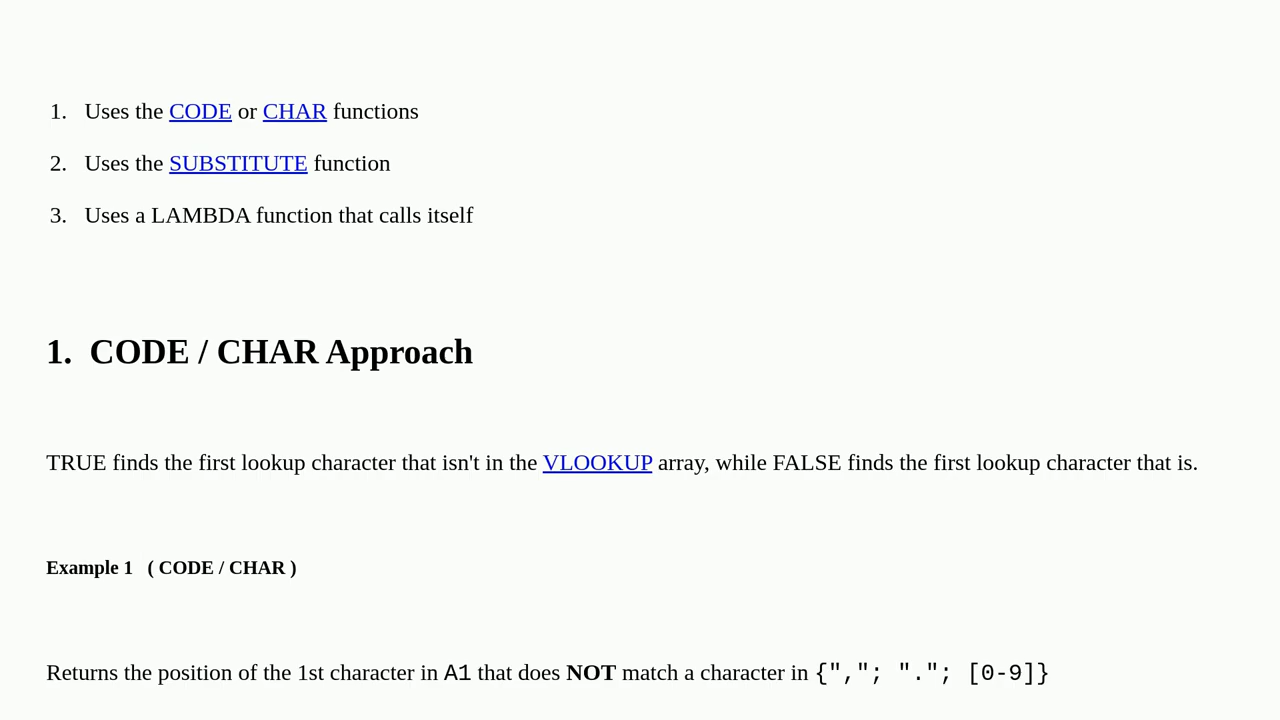 1. Uses the CODE or CHAR functions
2. Uses the SUBSTITUTE function
3. Uses a LAMBDA function that calls itself
1. CODE / CHAR Approach
TRUE finds the first lookup character that isn't in the VLOOKUP array, while FALSE finds the first lookup character that is.
Example 1 ( CODE / CHAR )
Returns the position of the 1st character in A1 that does NOT match a character in {","; "."; [0-9]}